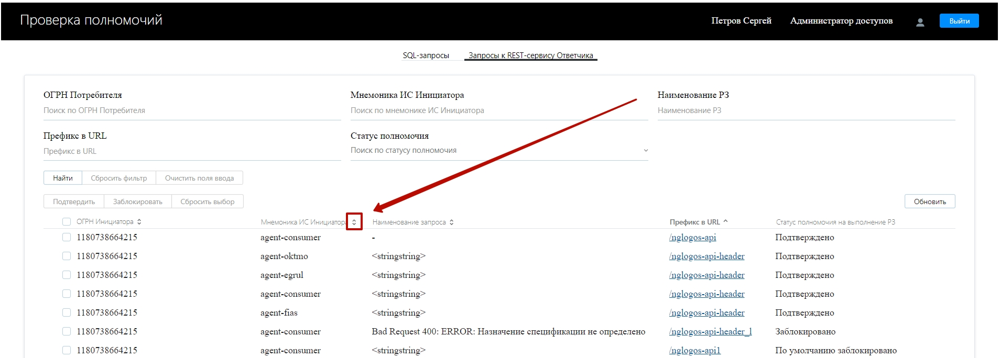 Проверка полномочий
Петров Сергей Администратор доступов Выйти
SQL-запросы Запросы к REST-сервису Ответчика
ОГРН Потребителя Мнемоника ИС Инициатора Наименование РЗ
Поиск по ОГРН Потребителя Поиск по мнемонике ИС Инициатора Наименование РЗ
Префикс в URL Статус полномочия
Префикс в URL Поиск по статусу полномочия
Найти Сбросить фильтр Очистить поля ввода
Подтвердить Заблокировать Сбросить выбор Обновить
ОГРН Инициатора Мнемоника ИС Инициатора Наименование запроса Префикс в URL Статус полномочия на выполнение РЗ
1180738664215 agent-consumer - /nglogos-api Подтверждено
1180738664215 agent-oktmo <stringstring> /nglogos-api-header Подтверждено
1180738664215 agent-egrul <stringstring> /nglogos-api-header Подтверждено
1180738664215 agent-consumer <stringstring> /nglogos-api-header Подтверждено
1180738664215 agent-fias <stringstring> /nglogos-api-header Подтверждено
1180738664215 agent-consumer Bad Request 400: ERROR: Назначение спецификации не определено /nglogos-api-header_1 Заблокировано
1180738664215 agent-consumer <stringstring> /nglogos-api1 По умолчанию заблокировано